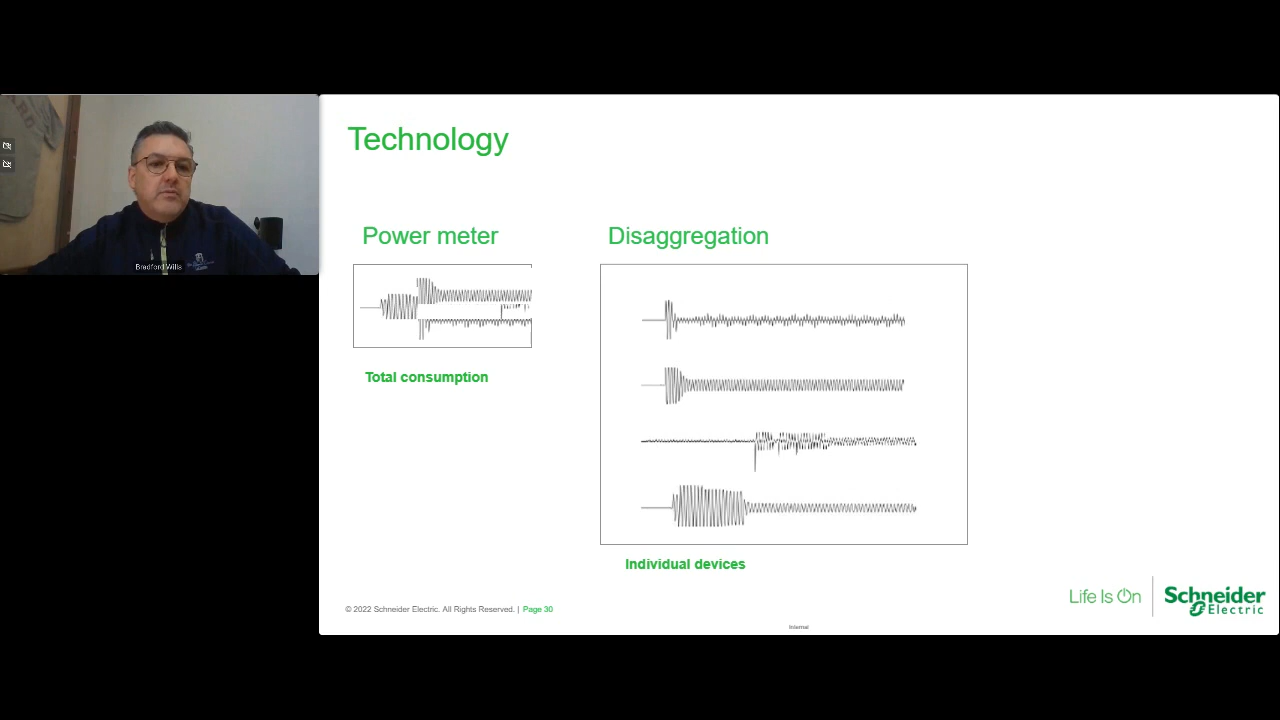 Technology
Power meter
Disaggregation
Total consumption
Individual devices
Bradford Wills
© 2022 Schneider Electric. All Rights Reserved. | Page 30
Internal
Life Is On
Schneider
Electric